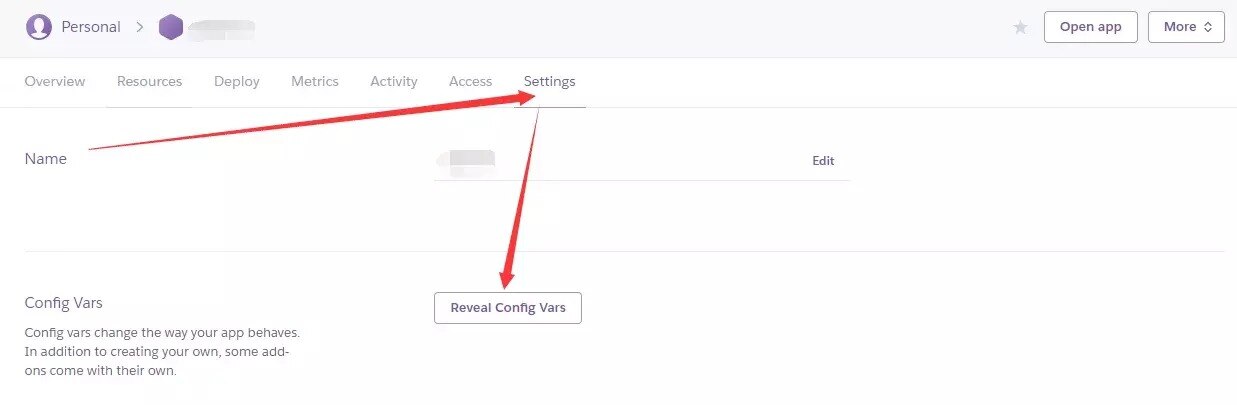 Personal
Open app
More
Overview
Resources
Deploy
Metrics
Activity
Access
Settings
Name
Edit
Config Vars
Reveal Config Vars
Config vars change the way your app behaves.
In addition to creating your own, some add-
ons come with their own.